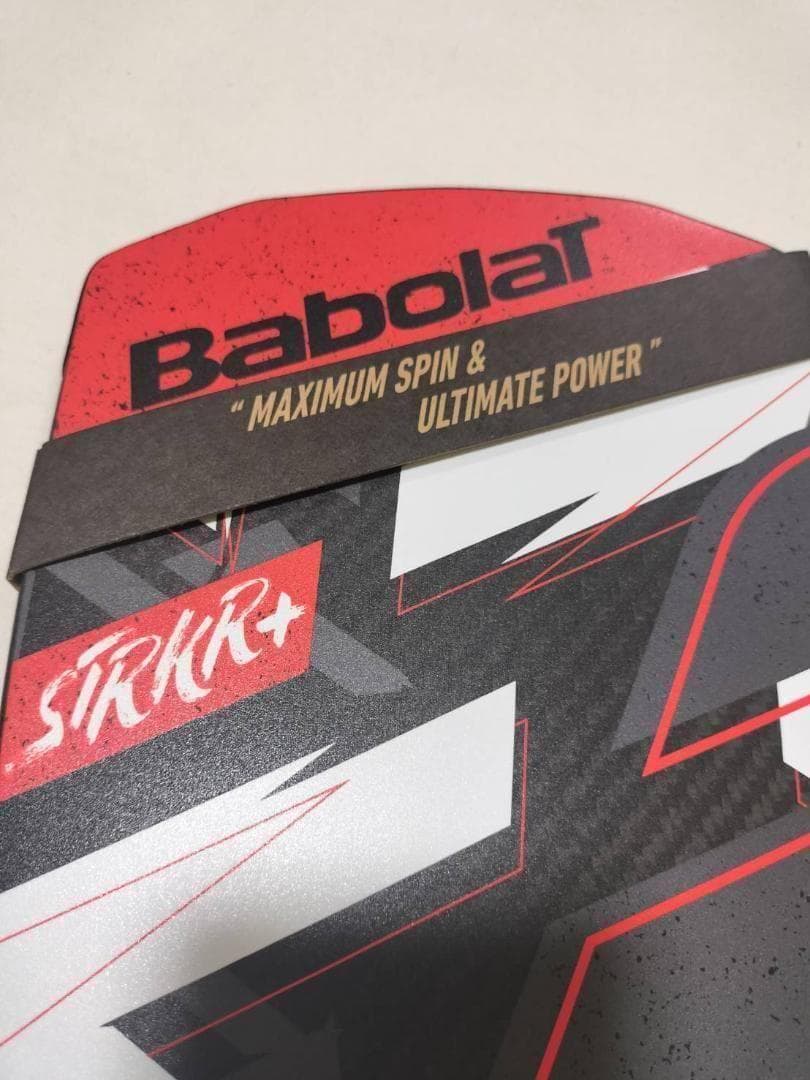 BabolaT
" MAXIMUM SPIN &
ULTIMATE POWER "
STRKR+